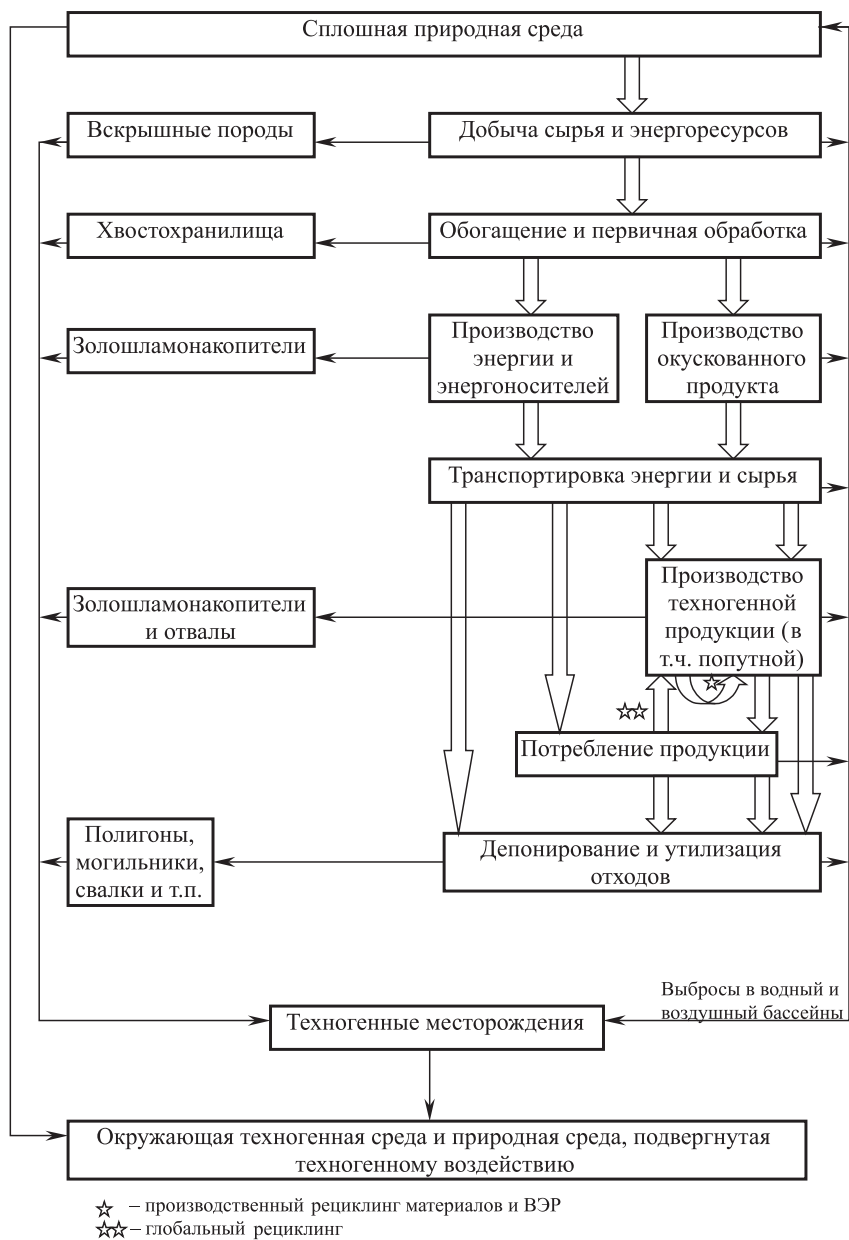 Сплошная природная среда
Вскрышные породы
Добыча сырья и энергоресурсов
Хвостохранилища
Обогащение и первичная обработка
Золошламонакопители
Производство
энергии и
энергоносителей
Производство
окускованного
продукта
Транспортировка энергии и сырья
Золошламонакопители
и отвалы
Производство
техногенной
продукции (в
т.ч. попутной)
Потребление продукции
Полигоны,
могильники,
свалки и т.п.
Депонирование и утилизация
отходов
Выбросы в водный и
воздушный бассейны
Техногенные месторождения
Окружающая техногенная среда и природная среда, подвергнутая
техногенному воздействию
– производственный рециклинг материалов и ВЭР
– глобальный рециклинг